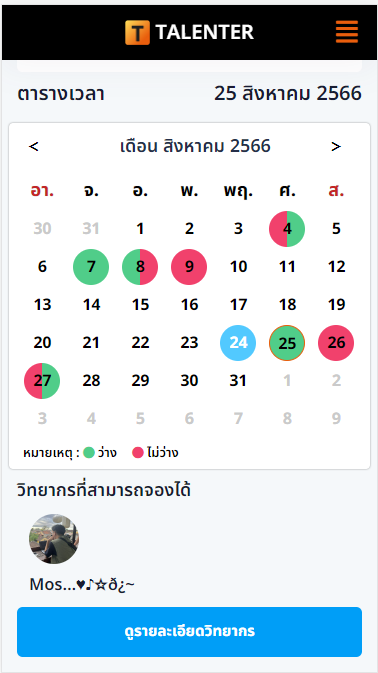 T TALENTER
ตารางเวลา 25 สิงหาคม 2566
< เดือน สิงหาคม 2566 >
อา. จ. อ. พ. พฤ. ศ. ส.
30 31 1 2 3 4 5
6 7 8 9 10 11 12
13 14 15 16 17 18 19
20 21 22 23 24 25 26
27 28 29 30 31 1 2
3 4 5 6 7 8 9
หมายเหตุ : ว่าง ไม่ว่าง
วิทยากรที่สามารถจองได้
Mos...♥♪☆ð¿~
ดูรายละเอียดวิทยากร